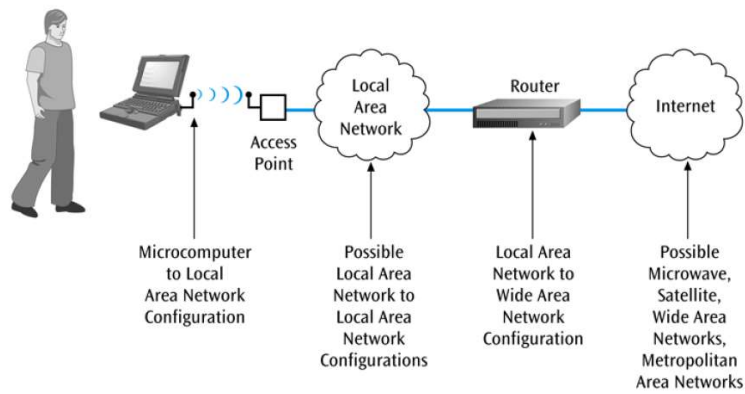 Local
Area
Network
Router
Internet
Access
Point
Microcomputer
to Local
Area Network
Configuration
Possible
Local Area
Network to
Local Area
Network
Configurations
Local Area
Network to
Wide Area
Network
Configuration
Possible
Microwave,
Satellite,
Wide Area
Networks,
Metropolitan
Area Networks